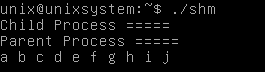 unix@unixsystem:~$ ./shm
Child Process =====
Parent Process =====
a b c d e f g h i j